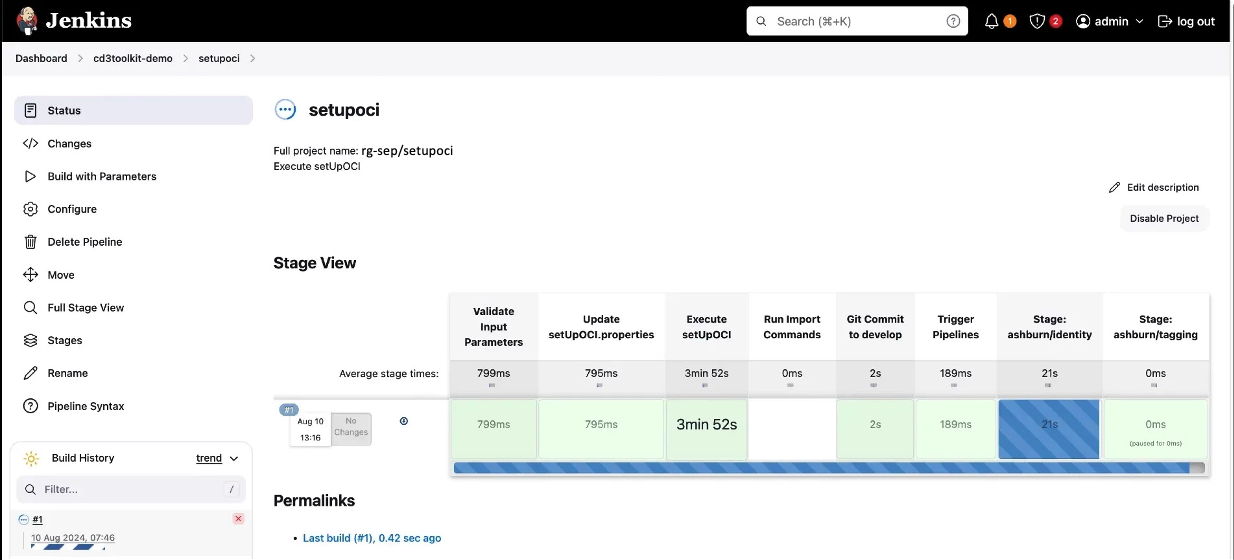 Jenkins
Search (⌘+K)
?
1
2
admin
log out
Dashboard
cd3toolkit-demo
setupoci
Status
Changes
Build with Parameters
Configure
Delete Pipeline
Move
Full Stage View
Stages
Rename
Pipeline Syntax
Build History
trend
Filter...
/
#1
10 Aug 2024, 07:46
setupoci
Full project name: rg-sep/setupoci
Execute setUpOCI
Edit description
Disable Project
Stage View
Validate Input Parameters
Update setUpOCI.properties
Execute setUpOCI
Run Import Commands
Git Commit to develop
Trigger Pipelines
Stage: ashburn/identity
Stage: ashburn/tagging
Average stage times:
799ms
795ms
3min 52s
0ms
2s
189ms
21s
0ms
#1
Aug 10
13:16
No Changes
799ms
795ms
3min 52s
2s
189ms
21s
0ms
(paused for 0ms)
Permalinks
Last build (#1), 0.42 sec ago